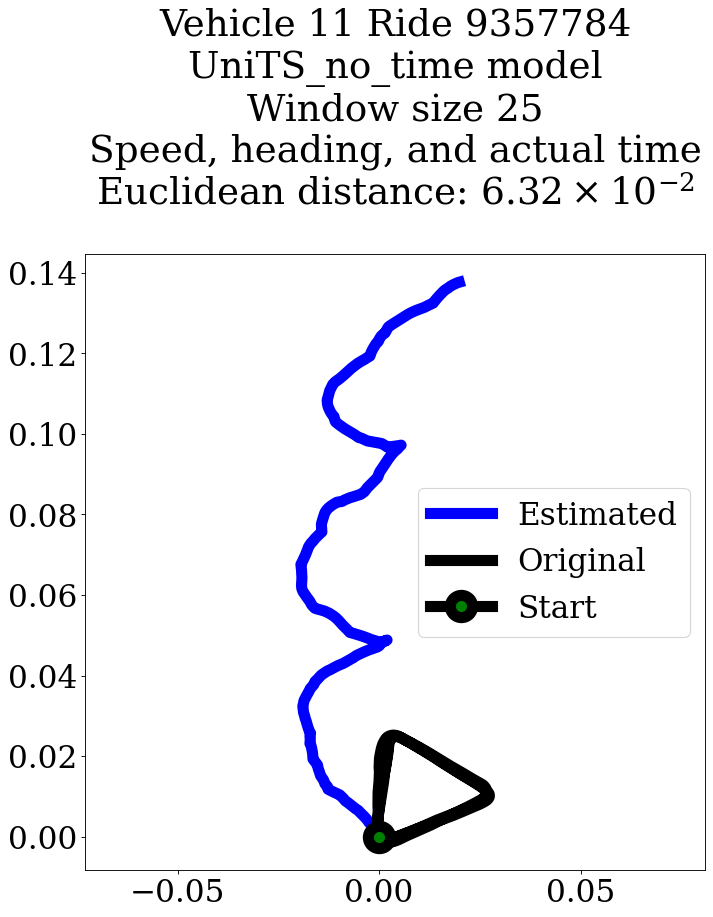 Vehicle 11 Ride 9357784
UniTS_no_time model
Window size 25
Speed, heading, and actual time
Euclidean distance: 6.32 × 10⁻²
0.14
0.12
0.10
0.08
0.06
0.04
0.02
0.00
Estimated
Original
Start
−0.05
0.00
0.05